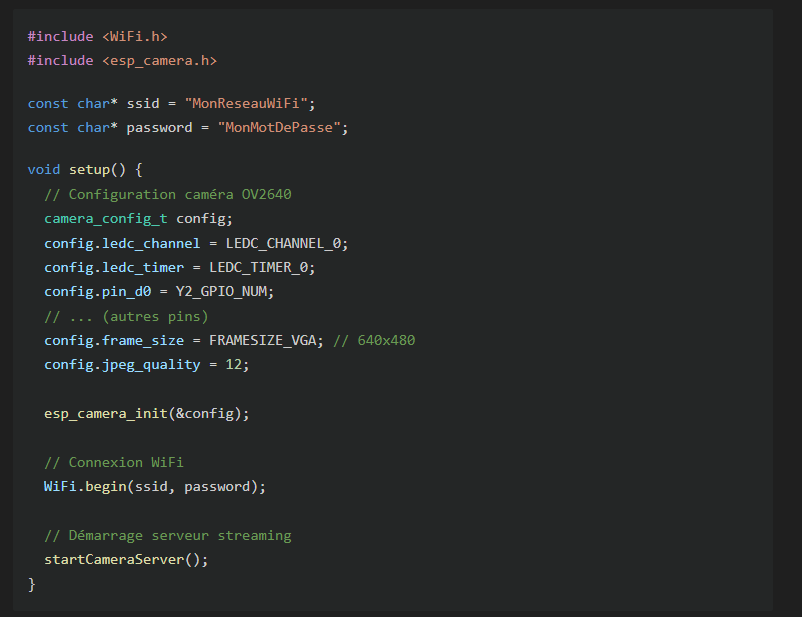 #include <WiFi.h>
#include <esp_camera.h>
const char* ssid = "MonReseauWiFi";
const char* password = "MonMotDePasse";
void setup() {
// Configuration caméra OV2640
camera_config_t config;
config.ledc_channel = LEDC_CHANNEL_0;
config.ledc_timer = LEDC_TIMER_0;
config.pin_d0 = Y2_GPIO_NUM;
// ... (autres pins)
config.frame_size = FRAMESIZE_VGA; // 640x480
config.jpeg_quality = 12;
esp_camera_init(&config);
// Connexion WiFi
WiFi.begin(ssid, password);
// Démarrage serveur streaming
startCameraServer();
}